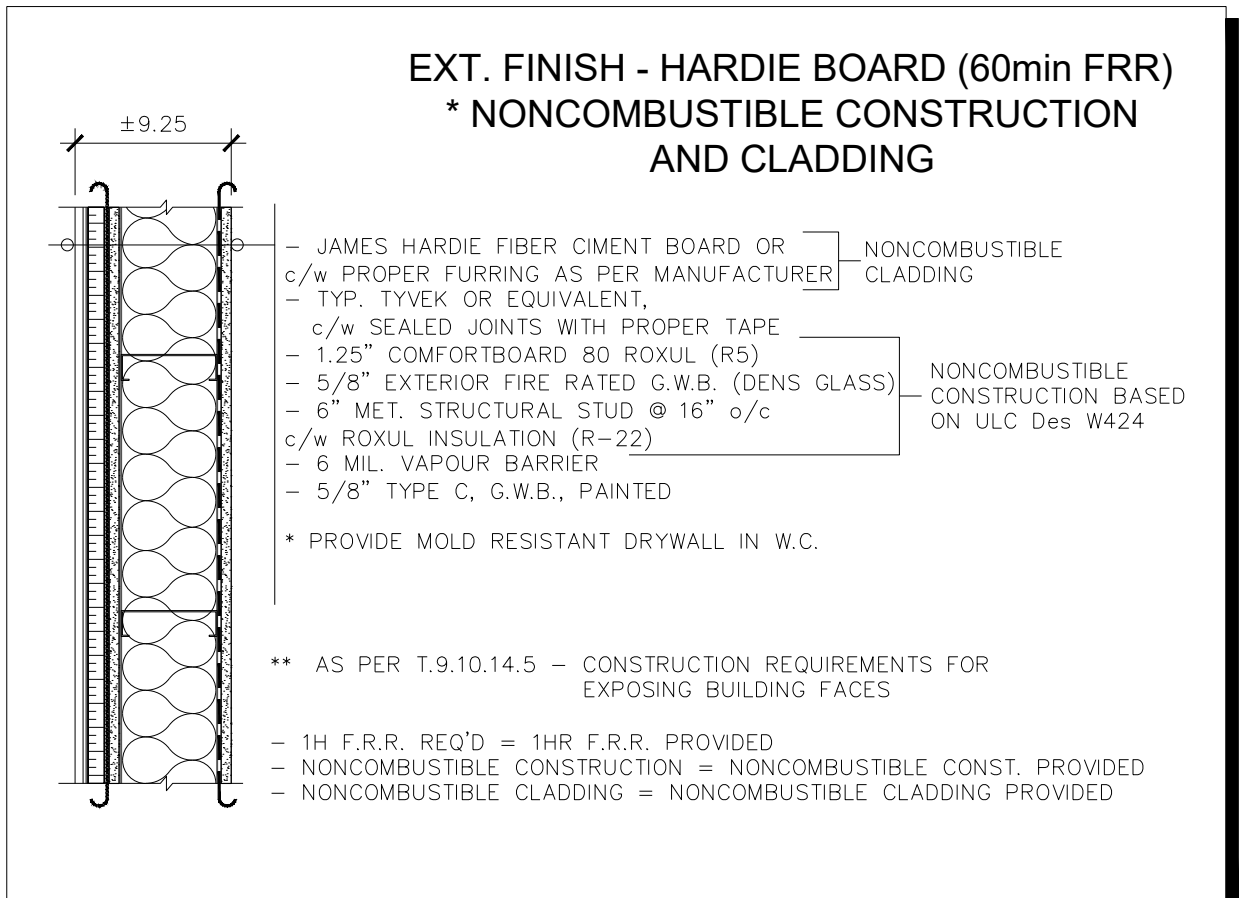 EXT. FINISH - HARDIE BOARD (60min FRR)
* NONCOMBUSTIBLE CONSTRUCTION
AND CLADDING
±9.25
- JAMES HARDIE FIBER CIMENT BOARD OR
c/w PROPER FURRING AS PER MANUFACTURER
NONCOMBUSTIBLE
CLADDING
- TYP. TYVEK OR EQUIVALENT,
c/w SEALED JOINTS WITH PROPER TAPE
- 1.25" COMFORTBOARD 80 ROXUL (R5)
- 5/8" EXTERIOR FIRE RATED G.W.B. (DENS GLASS)
- 6" MET. STRUCTURAL STUD @ 16" o/c
c/w ROXUL INSULATION (R-22)
- 6 MIL. VAPOUR BARRIER
- 5/8" TYPE C, G.W.B., PAINTED
NONCOMBUSTIBLE
CONSTRUCTION BASED
ON ULC Des W424
* PROVIDE MOLD RESISTANT DRYWALL IN W.C.
** AS PER T.9.10.14.5 - CONSTRUCTION REQUIREMENTS FOR
EXPOSING BUILDING FACES
- 1H F.R.R. REQ'D = 1HR F.R.R. PROVIDED
- NONCOMBUSTIBLE CONSTRUCTION = NONCOMBUSTIBLE CONST. PROVIDED
- NONCOMBUSTIBLE CLADDING = NONCOMBUSTIBLE CLADDING PROVIDED